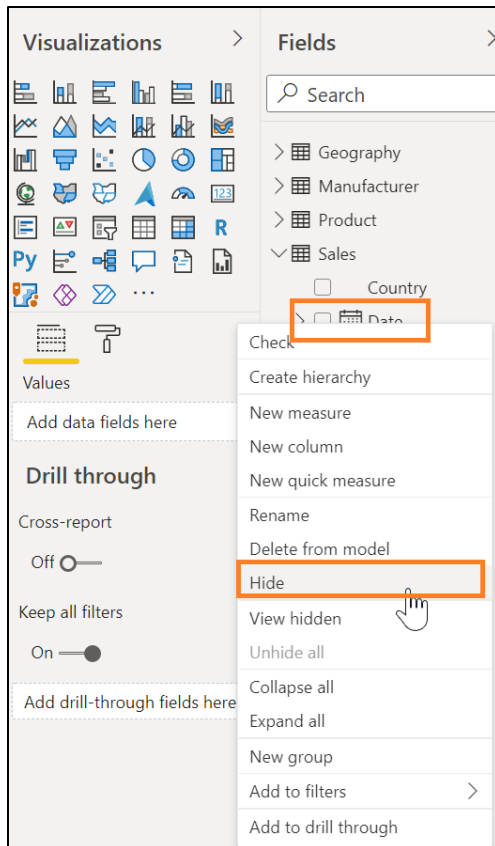 Visualizations
Fields
Search
Geography
Manufacturer
Product
Sales
Country
Date
123
R
Py
Values
Add data fields here
Drill through
Cross-report
Off
Keep all filters
On
Add drill-through fields here
Check
Create hierarchy
New measure
New column
New quick measure
Rename
Delete from model
Hide
View hidden
Unhide all
Collapse all
Expand all
New group
Add to filters
Add to drill through